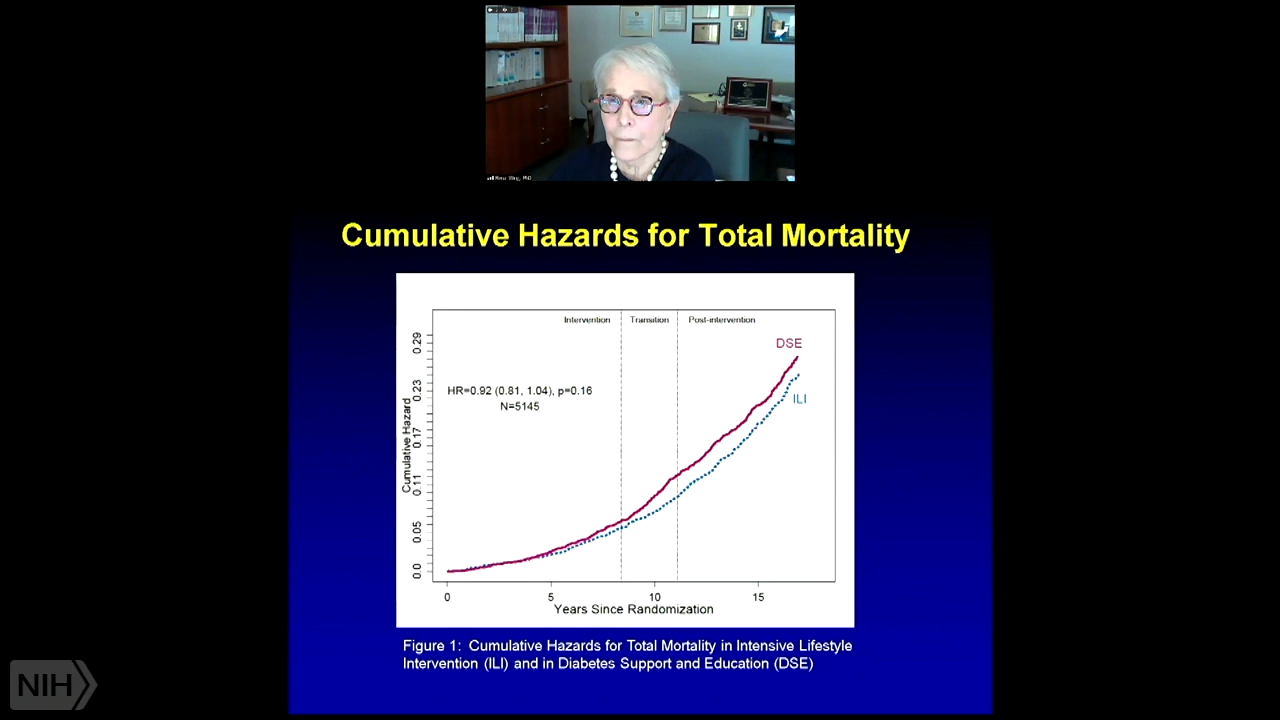 Cumulative Hazards for Total Mortality
Intervention
Transition
Post-intervention
DSE
ILI
HR=0.92 (0.81, 1.04), p=0.16
N=5145
Cumulative Hazard
0.29
0.23
0.17
0.11
0.05
0.0
0
5
10
15
Years Since Randomization
Figure 1: Cumulative Hazards for Total Mortality in Intensive Lifestyle
Intervention (ILI) and in Diabetes Support and Education (DSE)
NIH